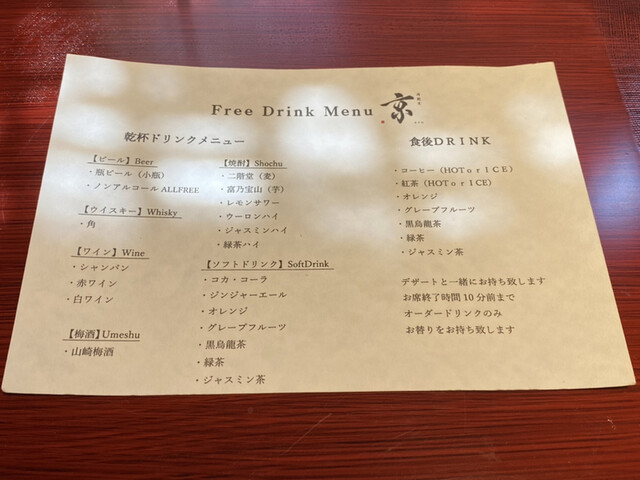 Free Drink Menu 京
乾杯ドリンクメニュー
【ビール】Beer
・瓶ビール（小瓶）
・ノンアルコール ALLFREE
【ウイスキー】Whisky
・角
【ワイン】Wine
・シャンパン
・赤ワイン
・白ワイン
【梅酒】Umeshu
・山崎梅酒
【焼酎】Shochu
・二階堂（麦）
・富乃宝山（芋）
・レモンサワー
・ウーロンハイ
・ジャスミンハイ
・緑茶ハイ
【ソフトドリンク】SoftDrink
・コカ・コーラ
・ジンジャーエール
・オレンジ
・グレープフルーツ
・黒烏龍茶
・緑茶
・ジャスミン茶
食後DRINK
・コーヒー（HOTorICE）
・紅茶（HOTorICE）
・オレンジ
・グレープフルーツ
・黒烏龍茶
・緑茶
・ジャスミン茶
デザートと一緒にお持ち致します
お席終了時間10分前まで
オーダードリンクのみ
お替りをお持ち致します